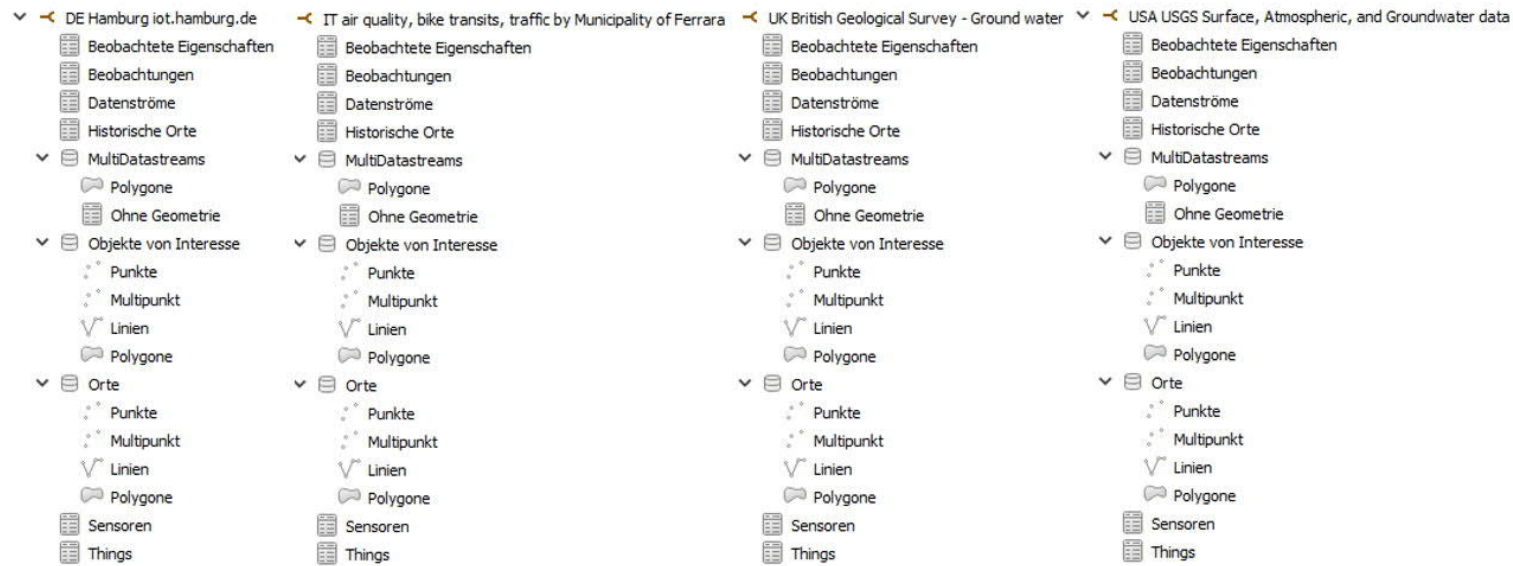 DE Hamburg iot.hamburg.de
Beobachtete Eigenschaften
Beobachtungen
Datenströme
Historische Orte
MultiDatastreams
Polygone
Ohne Geometrie
Objekte von Interesse
Punkte
Multipunkt
Linien
Polygone
Orte
Punkte
Multipunkt
Linien
Polygone
Sensoren
Things
IT air quality, bike transits, traffic by Municipality of Ferrara
Beobachtete Eigenschaften
Beobachtungen
Datenströme
Historische Orte
MultiDatastreams
Polygone
Ohne Geometrie
Objekte von Interesse
Punkte
Multipunkt
Linien
Polygone
Orte
Punkte
Multipunkt
Linien
Polygone
Sensoren
Things
UK British Geological Survey - Ground water
Beobachtete Eigenschaften
Beobachtungen
Datenströme
Historische Orte
MultiDatastreams
Polygone
Ohne Geometrie
Objekte von Interesse
Punkte
Multipunkt
Linien
Polygone
Orte
Punkte
Multipunkt
Linien
Polygone
Sensoren
Things
USA USGS Surface, Atmospheric, and Groundwater data
Beobachtete Eigenschaften
Beobachtungen
Datenströme
Historische Orte
MultiDatastreams
Polygone
Ohne Geometrie
Objekte von Interesse
Punkte
Multipunkt
Linien
Polygone
Orte
Punkte
Multipunkt
Linien
Polygone
Sensoren
Things